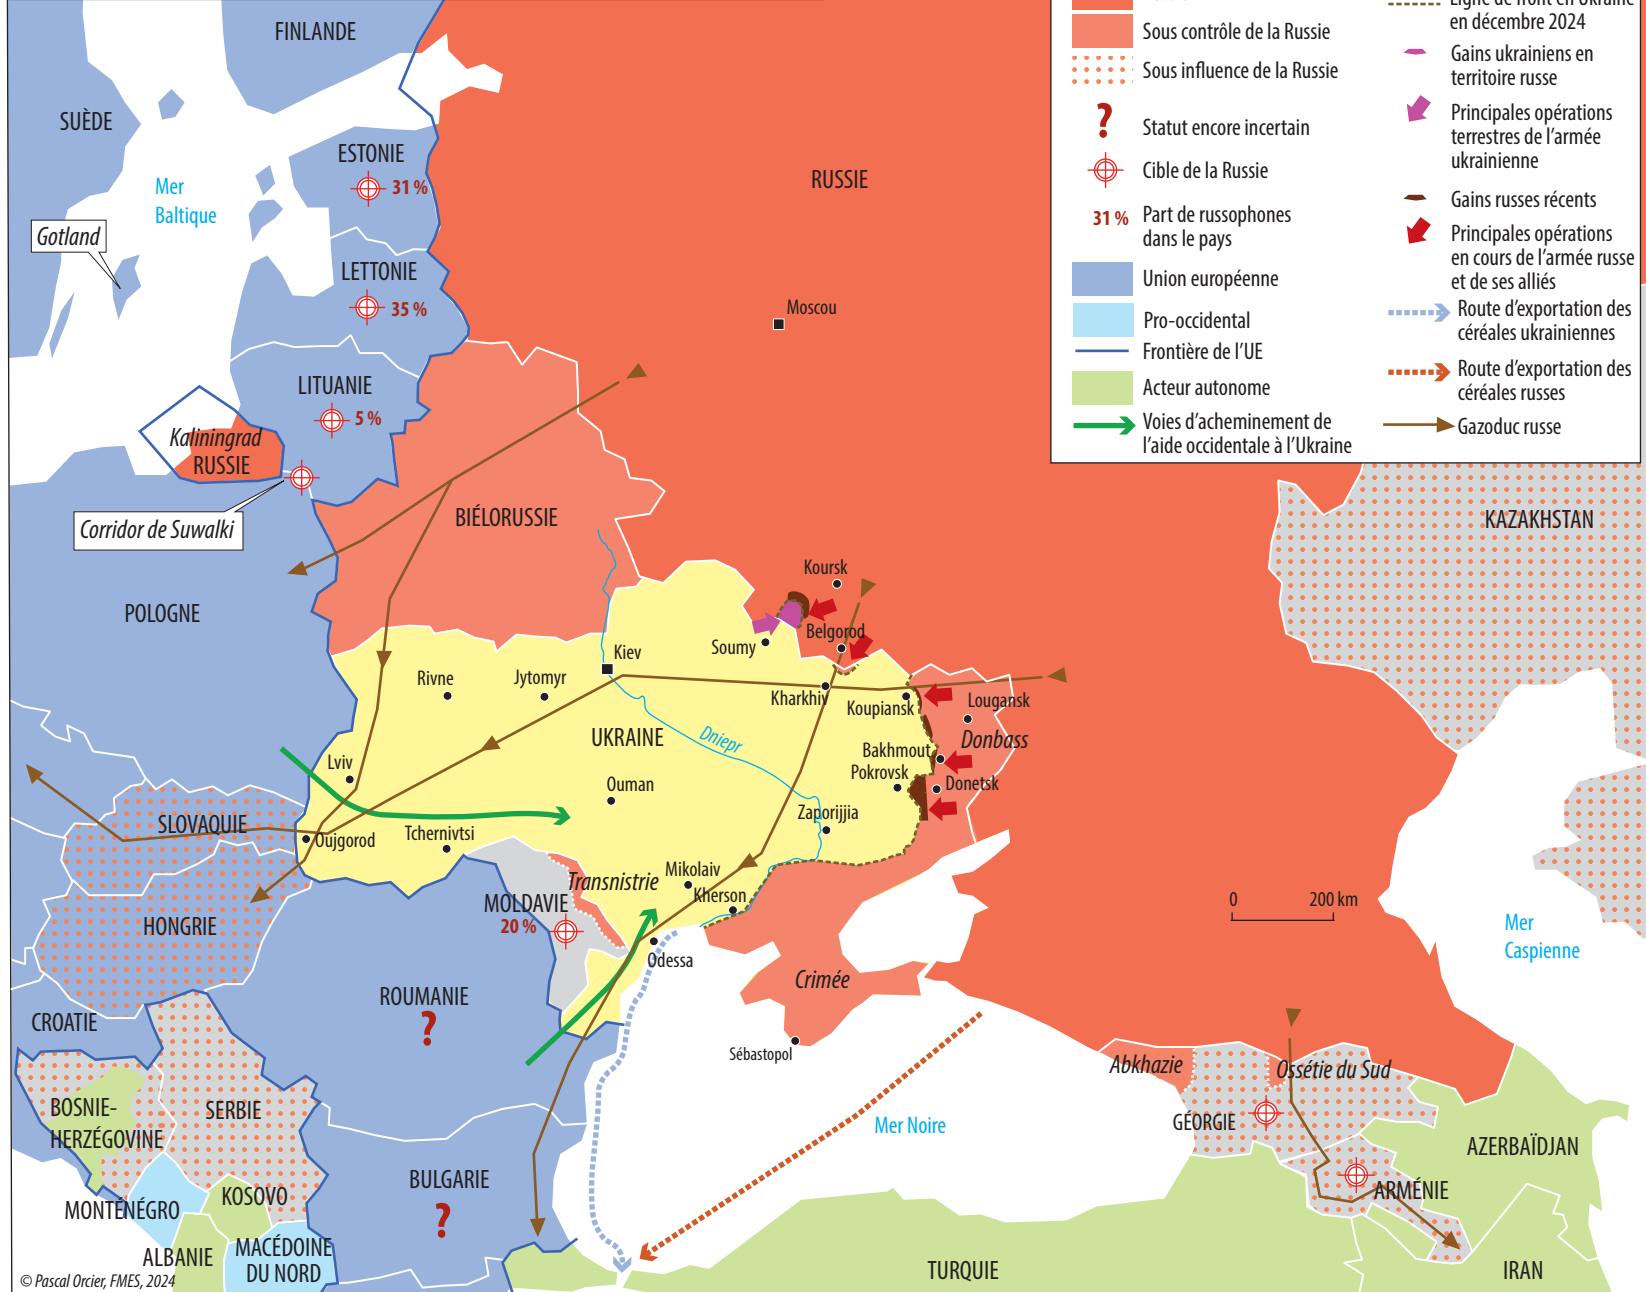 FINLANDE
SUÈDE
ESTONIE
31 %
Mer
Baltique
Gotland
LETTONIE
35 %
LITUANIE
5 %
Kaliningrad
RUSSIE
Corridor de Suwalki
POLOGNE
BIÉLORUSSIE
RUSSIE
Moscou
Sous contrôle de la Russie
Sous influence de la Russie
?
Statut encore incertain
Cible de la Russie
31 %
Part de russophones
dans le pays
Union européenne
Pro-occidental
Frontière de l’UE
Acteur autonome
Voies d’acheminement de
l’aide occidentale à l’Ukraine
Ligne de front en Ukraine
en décembre 2024
Gains ukrainiens en
territoire russe
Principales opérations
terrestres de l’armée
ukrainienne
Gains russes récents
Principales opérations
en cours de l’armée russe
et de ses alliés
Route d’exportation des
céréales ukrainiennes
Route d’exportation des
céréales russes
Gazoduc russe
KAZAKHSTAN
Koursk
Belgorod
Soumy
Kiev
Rivne
Jytomyr
Kharkhiv
Koupiansk
Lougansk
Donbass
UKRAINE
Dniepr
Bakhmout
Pokrovsk
Donetsk
Lviv
Ouman
Zaporijjia
SLOVAQUIE
Oujgorod
Tchernivtsi
Mikolaiv
Kherson
Transnistrie
MOLDAVIE
20 %
HONGRIE
Odessa
Crimée
Sébastopol
0
200 km
Mer
Caspienne
ROUMANIE
?
CROATIE
BOSNIE-
HERZÉGOVINE
SERBIE
Abkhazie
Ossétie du Sud
GÉORGIE
Mer Noire
AZERBAÏDJAN
ARMÉNIE
BULGARIE
?
KOSOVO
MONTÉNÉGRO
ALBANIE
MACÉDOINE
DU NORD
TURQUIE
IRAN
© Pascal Orcier, FMES, 2024